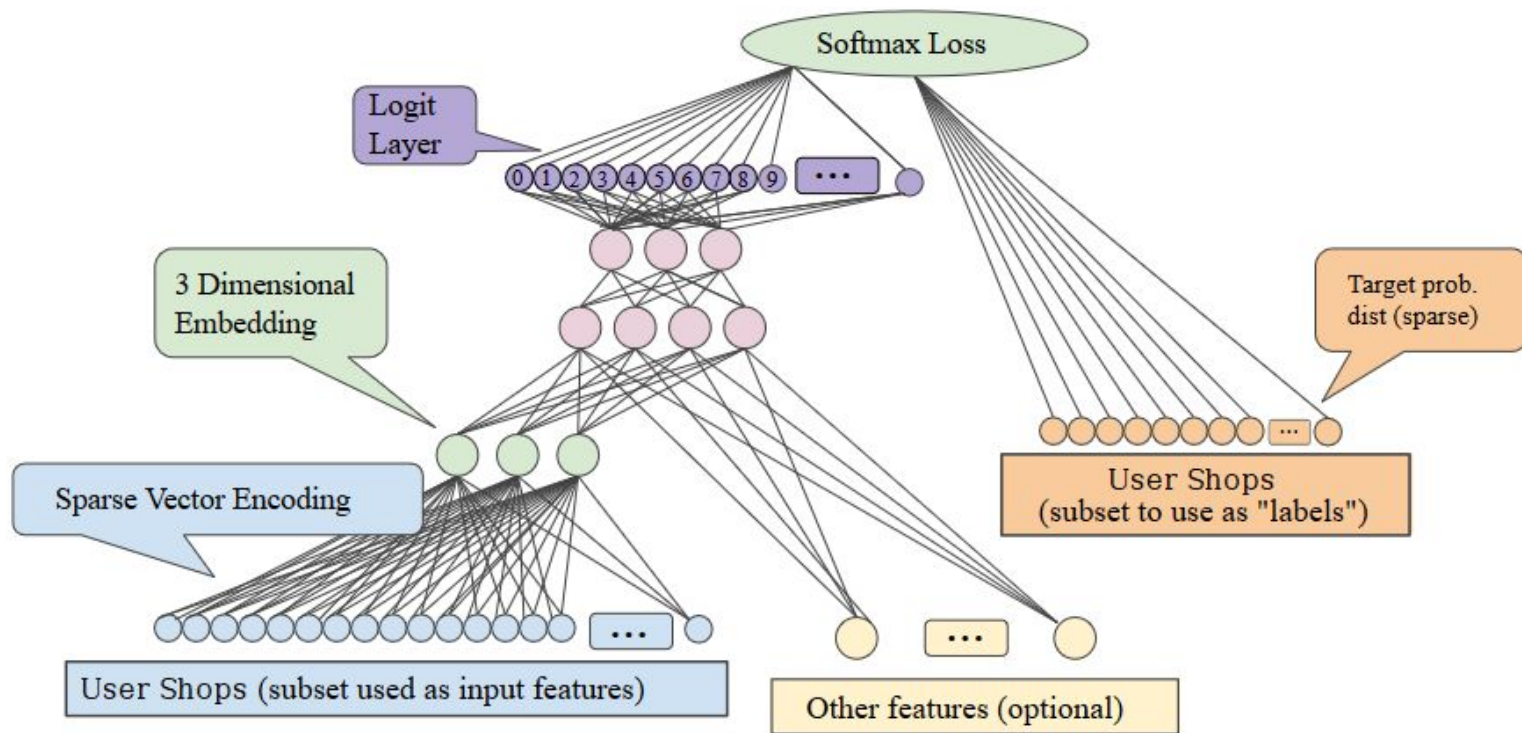 Softmax Loss
Logit
Layer
0 1 2 3 4 5 6 7 8 9 ...
3 Dimensional
Embedding
Target prob.
dist (sparse)
...
User Shops
(subset to use as "labels")
Sparse Vector Encoding
...
User Shops (subset used as input features)
...
Other features (optional)